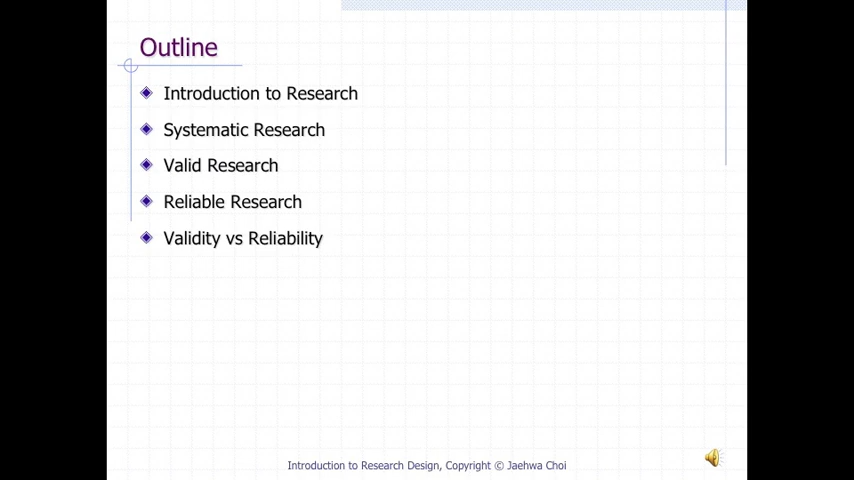 Outline
Introduction to Research
Systematic Research
Valid Research
Reliable Research
Validity vs Reliability
Introduction to Research Design, Copyright © Jaehwa Choi